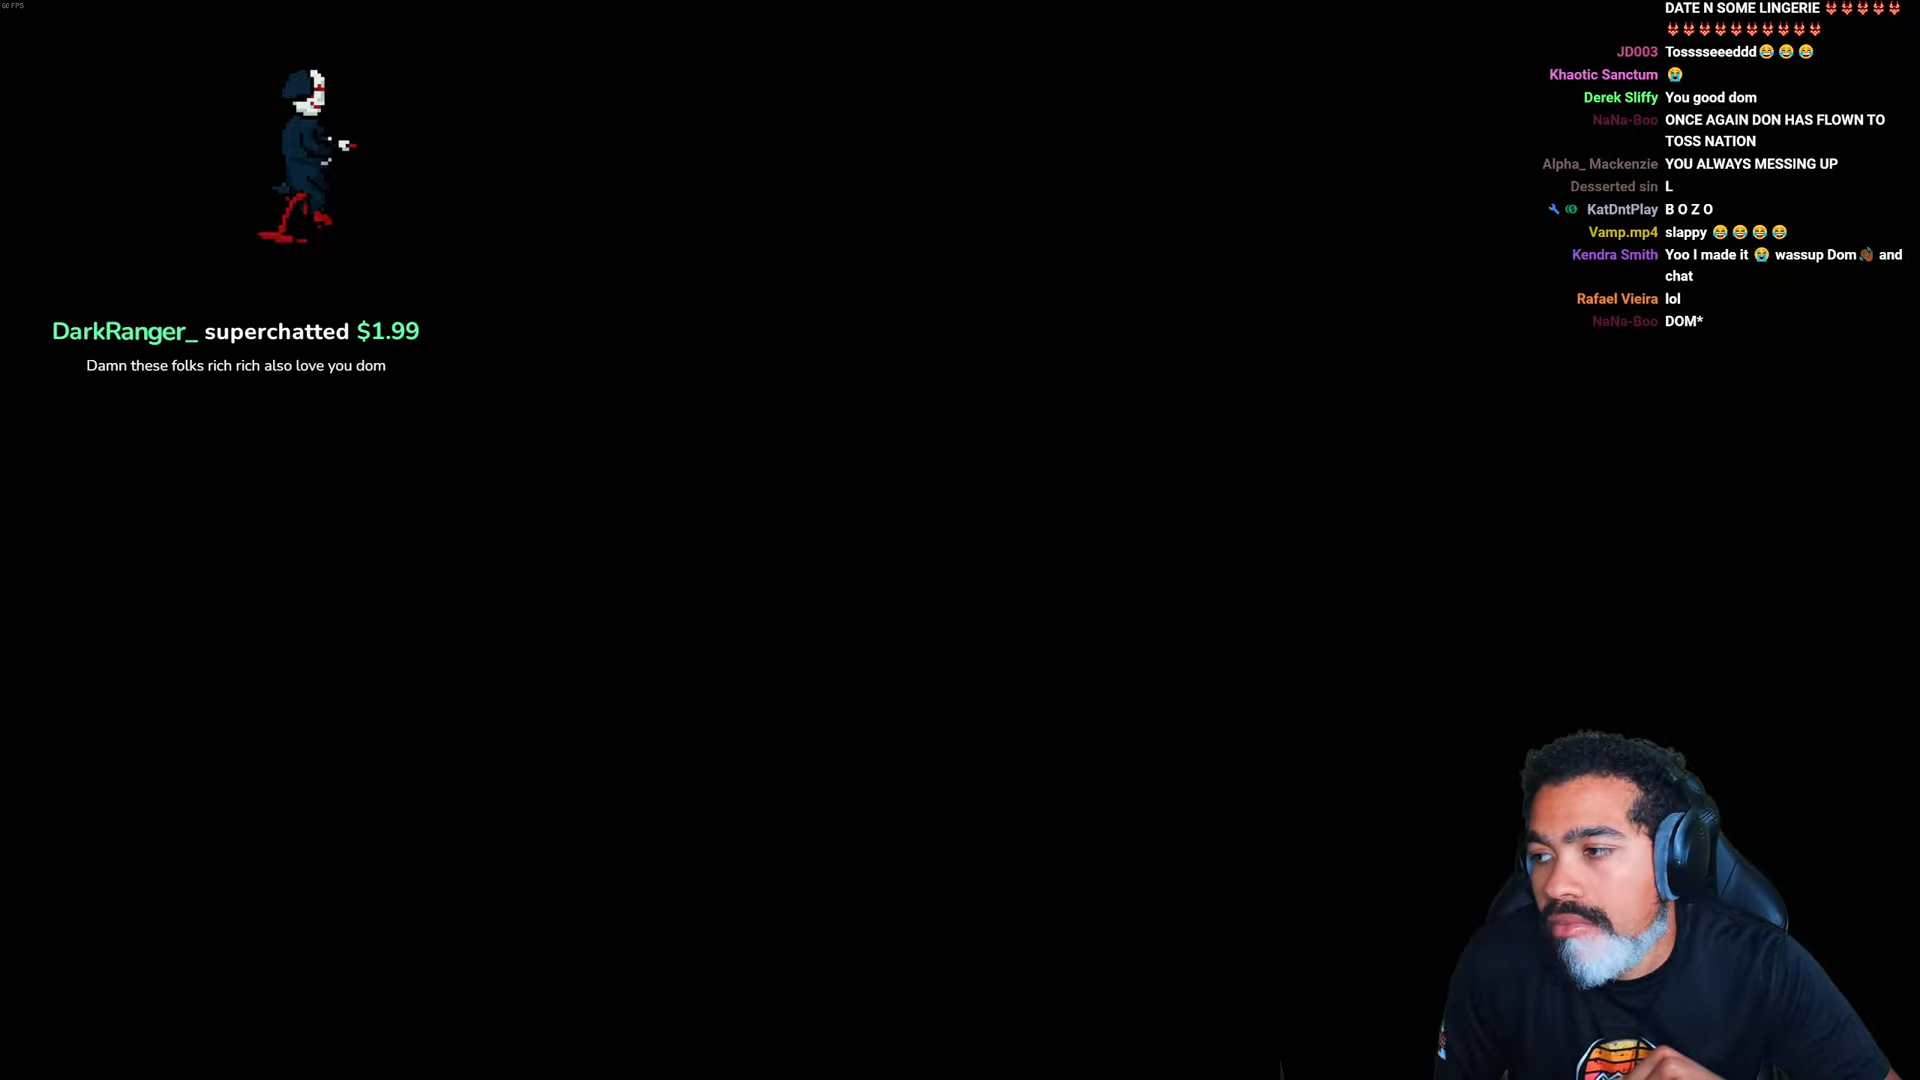 60 FPS
DATE N SOME LINGERIE 👙👙👙👙👙
👙👙👙👙👙👙👙👙👙👙
JD003 Tosssseeeddd😂😂😂
Khaotic Sanctum 😭
Derek Sliffy You good dom
NaNa-Boo ONCE AGAIN DON HAS FLOWN TO
TOSS NATION
Alpha_ Mackenzie YOU ALWAYS MESSING UP
Desserted sin L
KatDntPlay B O Z O
Vamp.mp4 slappy 😂😂😂😂
Kendra Smith Yoo I made it 😭 wassup Dom👋🏾 and
chat
Rafael Vieira lol
NaNa-Boo DOM*
DarkRanger_ superchatted $1.99
Damn these folks rich rich also love you dom